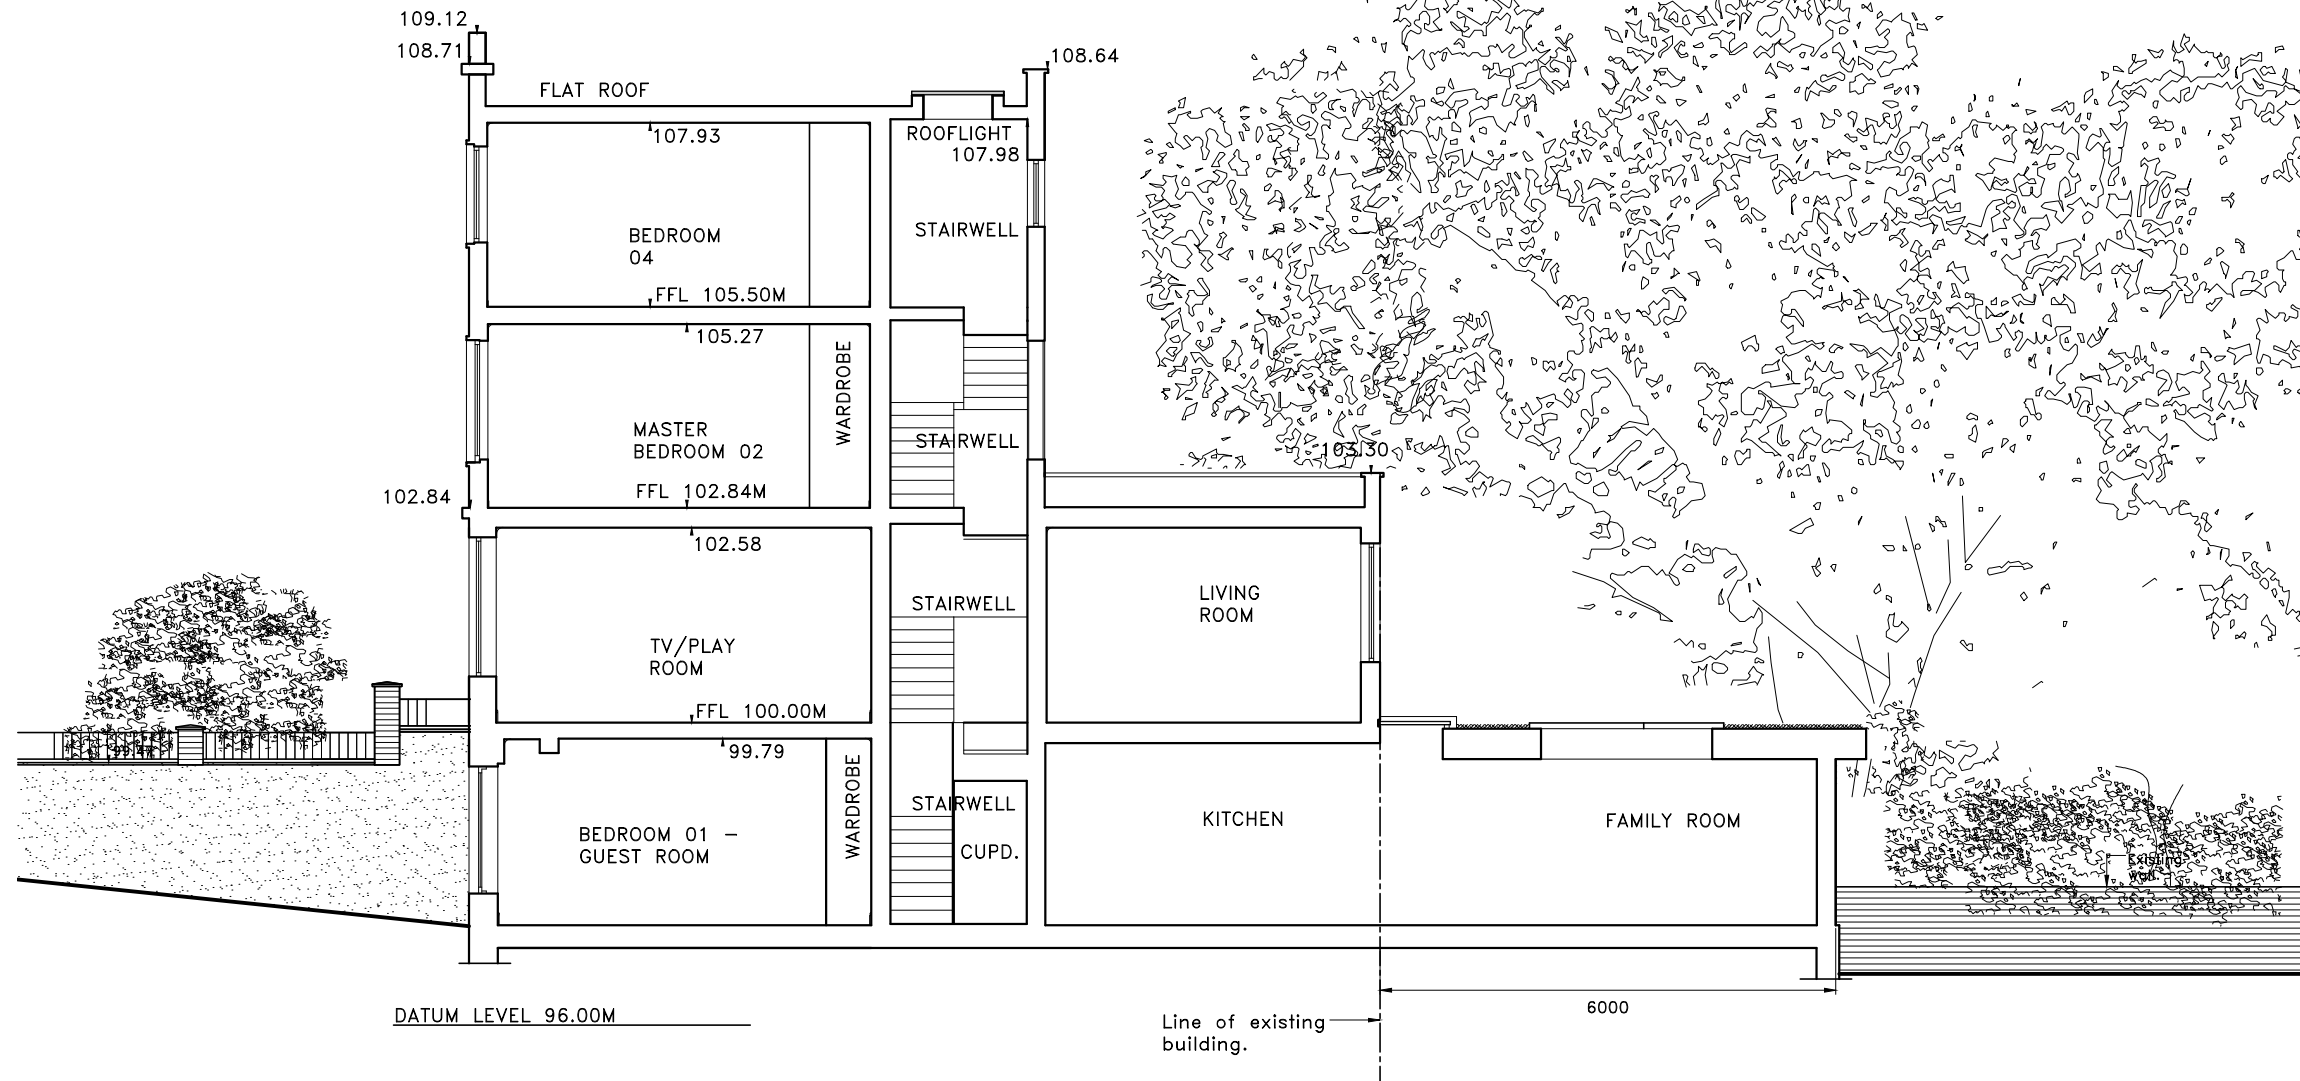 109.12
108.71
108.64
FLAT ROOF
107.93
ROOFLIGHT
107.98
BEDROOM
04
STAIRWELL
FFL 105.50M
105.27
WARDROBE
MASTER
BEDROOM 02
STAIRWELL
103.30
FFL 102.84M
102.84
102.58
STAIRWELL
LIVING
ROOM
TV/PLAY
ROOM
FFL 100.00M
99.79
WARDROBE
STAIRWELL
BEDROOM 01 –
GUEST ROOM
CUPD.
KITCHEN
FAMILY ROOM
Existing
wall.
6000
DATUM LEVEL 96.00M
Line of existing
building.